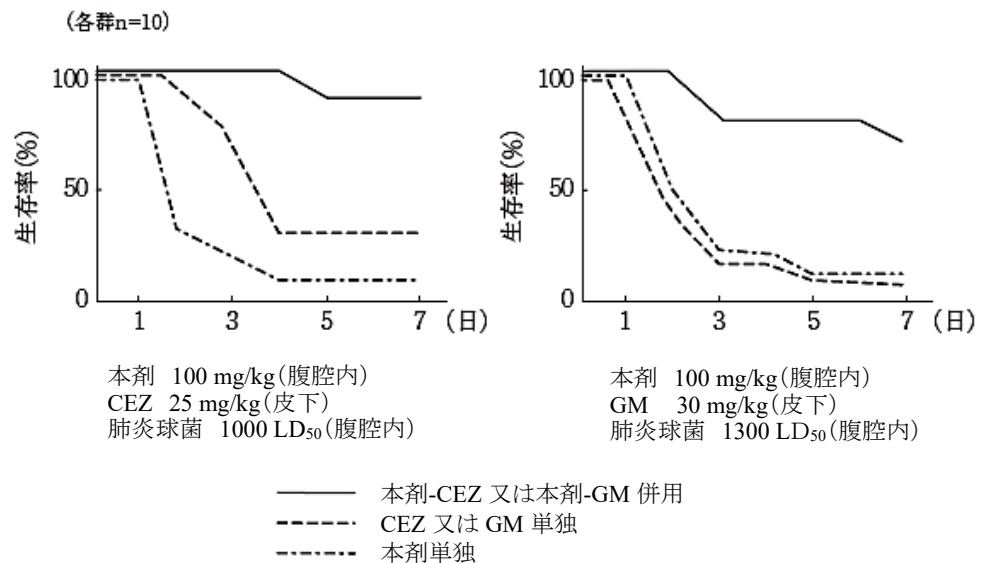 (各群n=10)
生存率(%)
100
50
0
1 3 5 7 (日)
本剤 100 mg/kg(腹腔内)
CEZ 25 mg/kg(皮下)
肺炎球菌 1000 LD₅₀(腹腔内)
生存率(%)
100
50
0
1 3 5 7 (日)
本剤 100 mg/kg(腹腔内)
GM 30 mg/kg(皮下)
肺炎球菌 1300 LD₅₀(腹腔内)
本剤-CEZ 又は本剤-GM 併用
CEZ 又は GM 単独
本剤単独